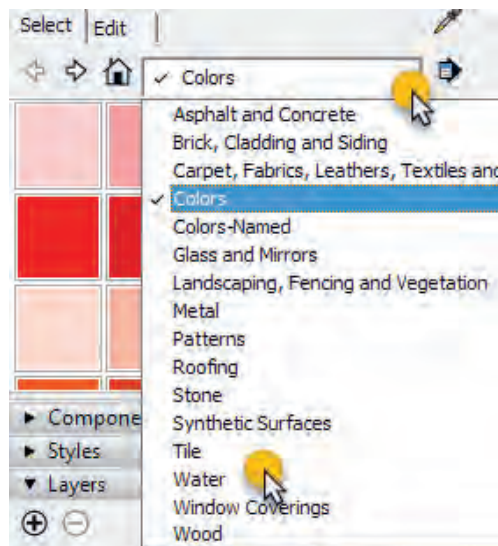 Select Edit
✓ Colors
Asphalt and Concrete
Brick, Cladding and Siding
Carpet, Fabrics, Leathers, Textiles and
✓ Colors
Colors-Named
Glass and Mirrors
Landscaping, Fencing and Vegetation
Metal
Patterns
Roofing
Stone
Synthetic Surfaces
Tile
Water
Window Coverings
Wood
Compone
Styles
Layers